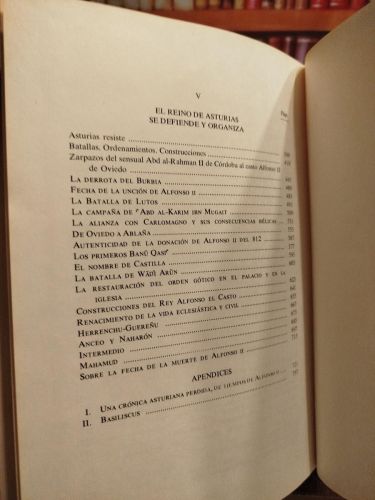 V
EL REINO DE ASTURIAS
SE DEFIENDE Y ORGANIZA
Asturias resiste
Batallas. Ordenamientos. Construcciones
Zarpazos del sensual Abd al-Rahman II de Córdoba al casto Alfonso II
de Oviedo
LA DERROTA DEL BURBIA
FECHA DE LA UNCIÓN DE ALFONSO II
LA BATALLA DE LUTOS
LA CAMPAÑA DE ʿABD AL-KARIM IBN MUGAIT
LA ALIANZA CON CARLOMAGNO Y SUS CONSECUENCIAS BÉLICAS
DE OVIEDO A ABLAÑA
AUTENTICIDAD DE LA DONACIÓN DE ALFONSO II DEL 812
LOS PRIMEROS BANŪ QASI
EL NOMBRE DE CASTILLA
LA BATALLA DE WĀDĪ ARŪN
LA RESTAURACIÓN DEL ORDEN GÓTICO EN EL PALACIO Y EN LA
IGLESIA
CONSTRUCCIONES DEL REY ALFONSO EL CASTO
RENACIMIENTO DE LA VIDA ECLESIÁSTICA Y CIVIL
HERRENCHU-GUEREÑU
ANCEO Y NAHARÓN
INTERMEDIO
MAHAMUD
SOBRE LA FECHA DE LA MUERTE DE ALFONSO II
APENDICES
I. UNA CRÓNICA ASTURIANA PERDIDA, DE TIEMPOS DE ALFONSO II
II. BASILISCUS